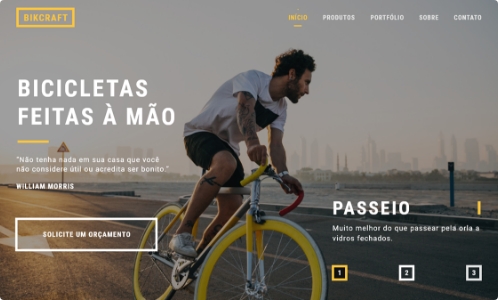 BIKCRAFT
INÍCIO PRODUTOS PORTFÓLIO SOBRE CONTATO
BICICLETAS
FEITAS À MÃO
"Não tenha nada em sua casa que você
não considere útil ou acredita ser bonito."
WILLIAM MORRIS
SOLICITE UM ORÇAMENTO
PASSEIO
Muito melhor do que passear pela orla a
vidros fechados.
1 2 3